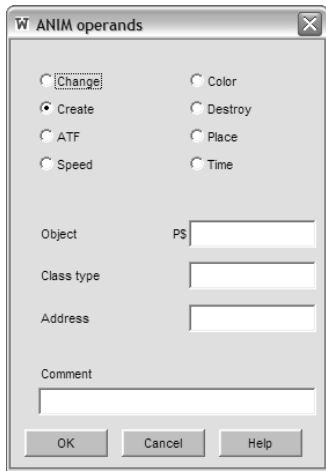 W ANIM operands
Change Color
Create Destroy
ATF Place
Speed Time
Object P$
Class type
Address
Comment
OK Cancel Help